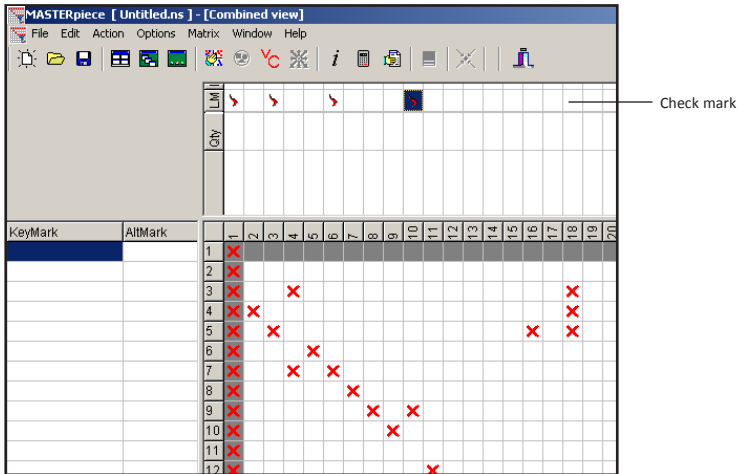 MASTERpiece [ Untitled.ns ] - [Combined view]
File Edit Action Options Matrix Window Help
LM
Check mark
Qty
KeyMark AltMark
1 2 3 4 5 6 7 8 9 10 11 12 13 14 15 16 17 18 19 20
1
2
3
4
5
6
7
8
9
10
11
12